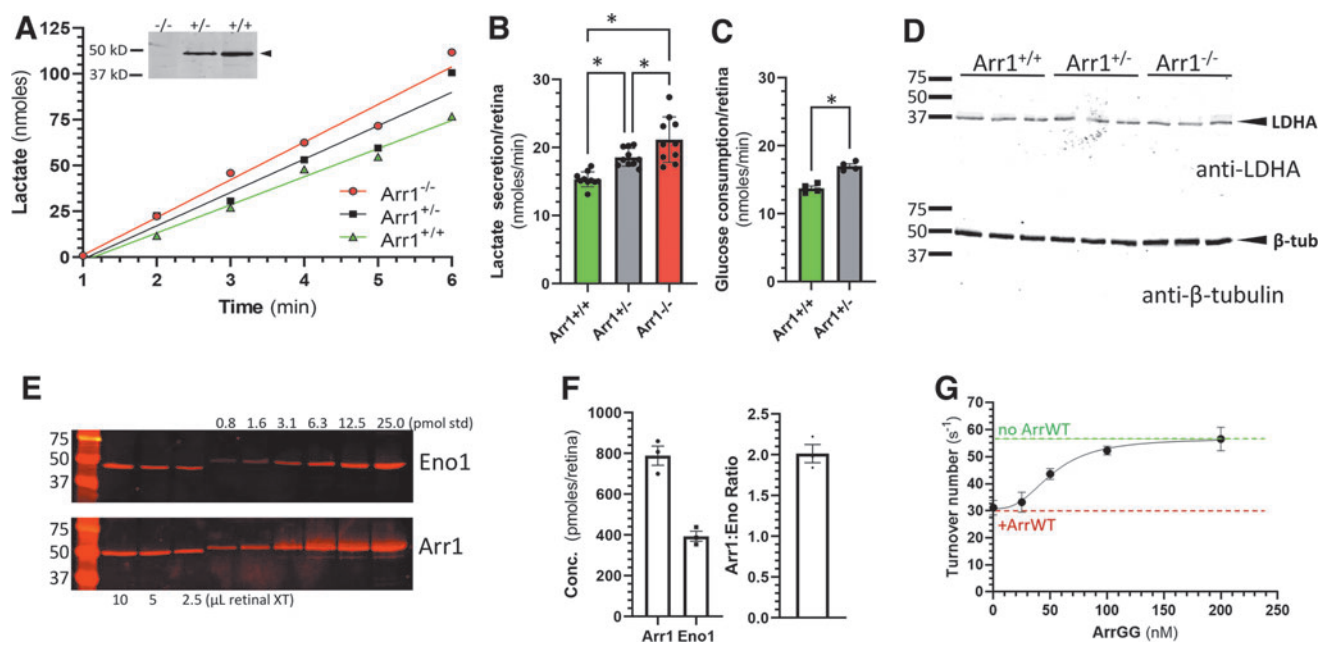 A
-/- +/- +/+
50 kD
37 kD
Lactate (nmoles)
125
100
75
50
25
0
1 2 3 4 5 6
Time (min)
Arr1-/-
Arr1+/-
Arr1+/+
B
* * *
Lactate secretion/retina
(nmoles/min)
30
20
10
0
Arr1+/+ Arr1+/- Arr1-/-
C
*
Glucose consumption/retina
(nmoles/min)
30
20
10
0
Arr1+/+ Arr1+/-
D
Arr1+/+ Arr1+/- Arr1-/-
75
50
37
LDHA
anti-LDHA
75
50
37
β-tub
anti-β-tubulin
E
0.8 1.6 3.1 6.3 12.5 25.0 (pmol std)
75
50
37
Eno1
75
50
37
Arr1
10 5 2.5 (µL retinal XT)
F
Conc. (pmoles/retina)
1000
800
600
400
200
0
Arr1 Eno1
Arr1:Eno Ratio
2.5
2.0
1.5
1.0
0.5
0.0
G
Turnover number (s-1)
70
60
50
40
30
20
10
0
no ArrWT
+ArrWT
0 50 100 150 200 250
ArrGG (nM)